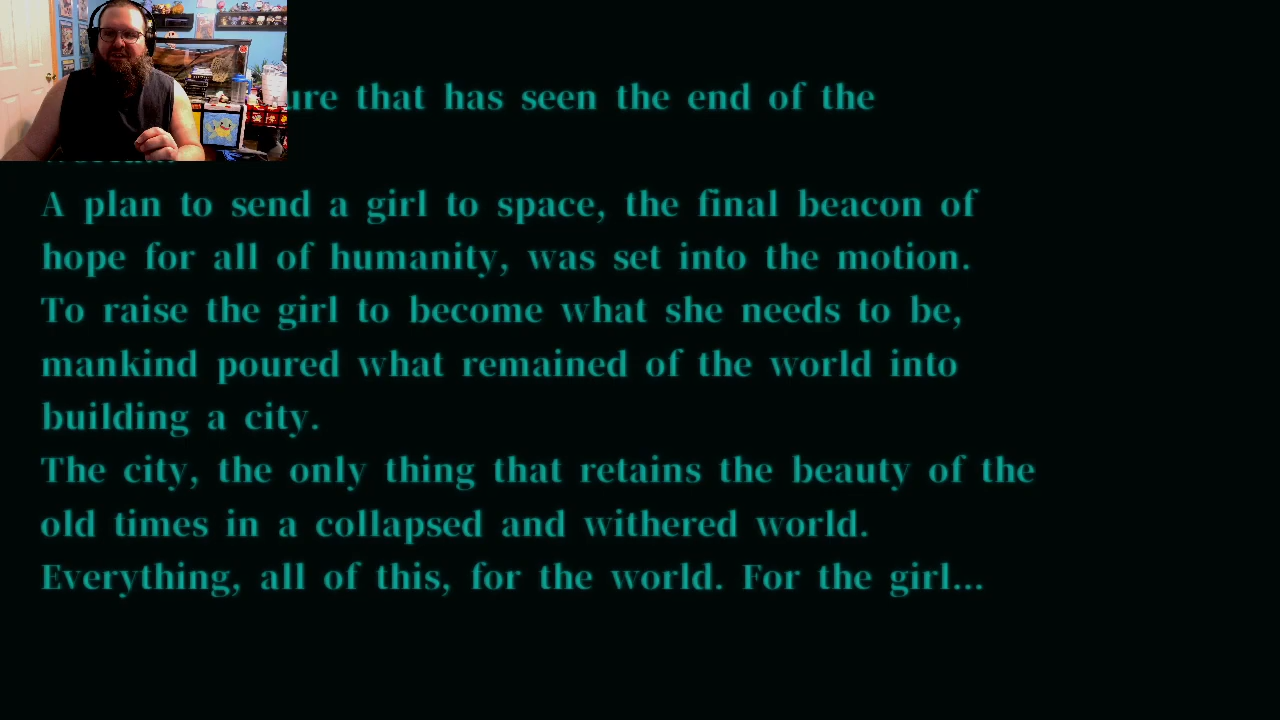 that has seen the end of the
A plan to send a girl to space, the final beacon of
hope for all of humanity, was set into the motion.
To raise the girl to become what she needs to be,
mankind poured what remained of the world into
building a city.
The city, the only thing that retains the beauty of the
old times in a collapsed and withered world.
Everything, all of this, for the world. For the girl...